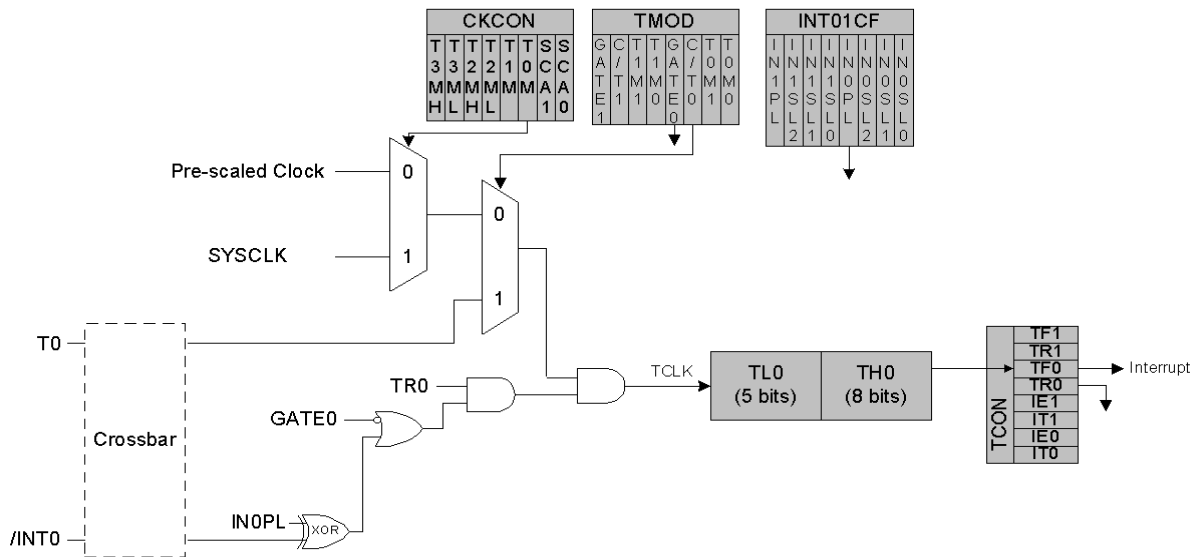 CKCON
T3MH
T3ML
T2MH
T2ML
T1M
T0M
SCA1
SCA0
TMOD
GATE1
C/T1
T1M1
T1M0
GATE0
C/T0
T0M1
T0M0
INT01CF
IN1PL
IN1SL2
IN1SL1
IN1SL0
IN0PL
IN0SL2
IN0SL1
IN0SL0
Pre-scaled Clock
0
SYSCLK
1
0
1
T0
Crossbar
/INT0
TR0
GATE0
IN0PL
XOR
TCLK
TL0
(5 bits)
TH0
(8 bits)
TCON
TF1
TR1
TF0
TR0
IE1
IT1
IE0
IT0
Interrupt